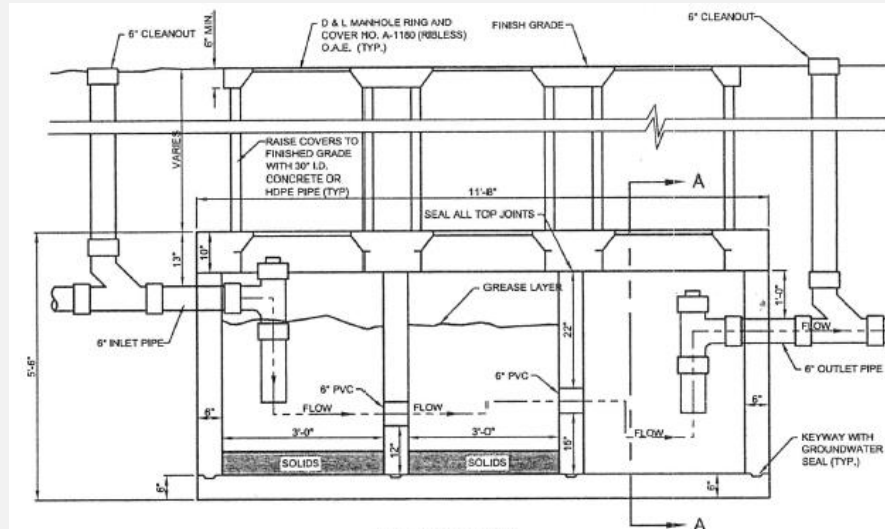 6" CLEANOUT
6" MIN.
D & L MANHOLE RING AND
COVER NO. A-1180 (RIBLESS)
O.A.E. (TYP.)
FINISH GRADE
6" CLEANOUT
VARIES
RAISE COVERS TO
FINISHED GRADE
WITH 30" I.D.
CONCRETE OR
HDPE PIPE (TYP)
11'-8"
A
SEAL ALL TOP JOINTS
13"
10"
GREASE LAYER
1'-0"
6" INLET PIPE
22"
FLOW
5'-6"
6" PVC
6" PVC
6" OUTLET PIPE
6"
FLOW
FLOW
FLOW
6"
3'-0"
12"
3'-0"
16"
KEYWAY WITH
GROUNDWATER
SEAL (TYP.)
SOLIDS
SOLIDS
6"
6"
A